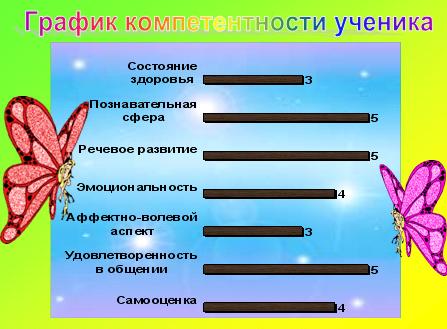 График компетентности ученика
Состояние
здоровья
3
Познавательная
сфера
5
Речевое развитие
5
Эмоциональность
4
Аффектно-волевой
аспект
3
Удовлетворенность
в общении
5
Самооценка
4